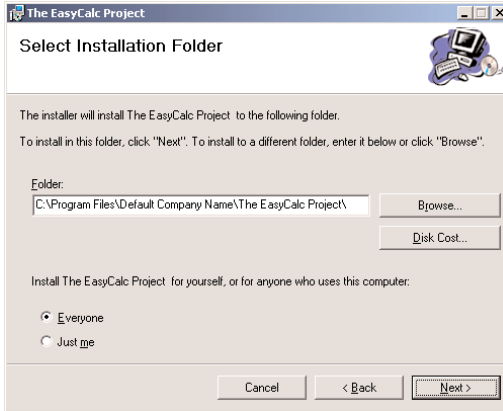 The EasyCalc Project
Select Installation Folder
The installer will install The EasyCalc Project to the following folder.
To install in this folder, click "Next". To install to a different folder, enter it below or click "Browse".
Folder:
C:\Program Files\Default Company Name\The EasyCalc Project\
Browse...
Disk Cost...
Install The EasyCalc Project for yourself, or for anyone who uses this computer:
Everyone
Just me
Cancel
< Back
Next >